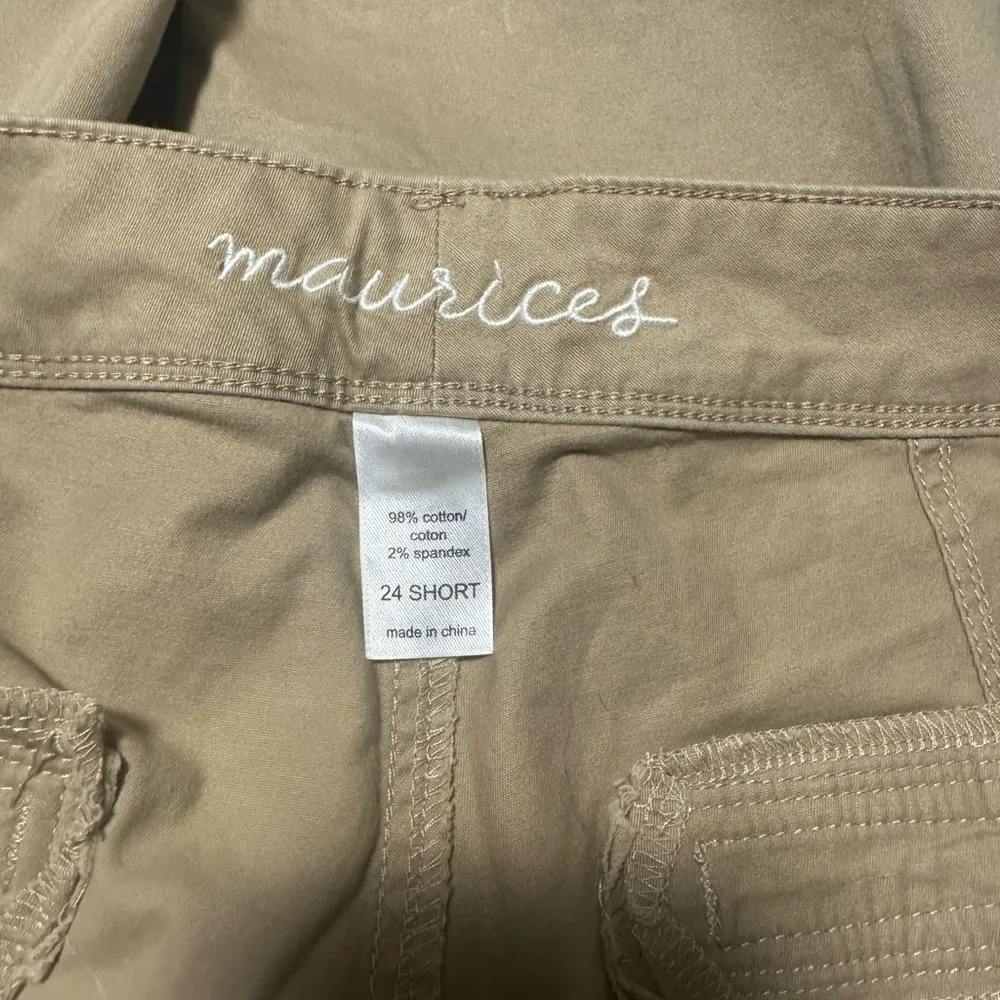 maurices
98% cotton/
coton
2% spandex
24 SHORT
made in china